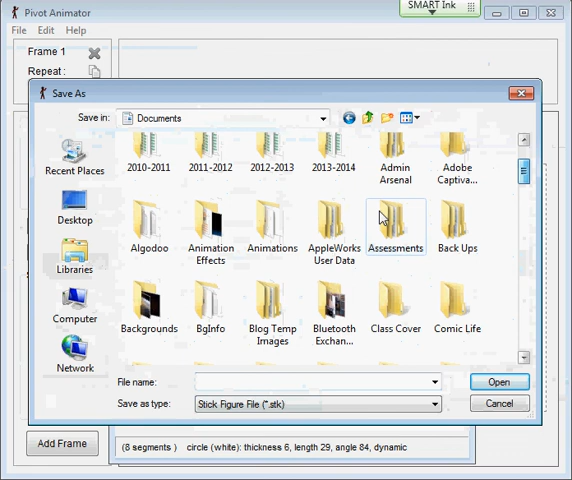 Pivot Animator
SMART Ink
File Edit Help
Frame 1
Repeat :
Save As
Save in: Documents
Recent Places
Desktop
Libraries
Computer
Network
2010-2011 2011-2012 2012-2013 2013-2014 Admin Arsenal Adobe Captiva...
Algodoo Animation Effects Animations AppleWorks User Data Assessments Back Ups
Backgrounds BgInfo Blog Temp Images Bluetooth Exchan... Class Cover Comic Life
File name: Open
Save as type: Stick Figure File (*.stk) Cancel
Add Frame
(8 segments ) circle (white): thickness 6, length 29, angle 84, dynamic